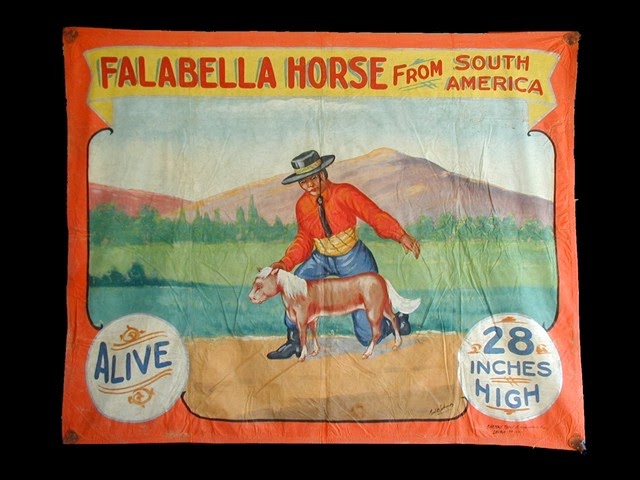 FALABELLA HORSE FROM SOUTH
AMERICA
ALIVE
28
INCHES
HIGH